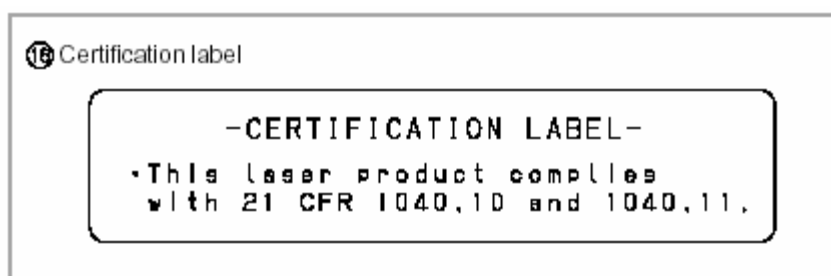 ⑯ Certification label
-CERTIFICATION LABEL-
・This laser product complies
with 21 CFR 1040.10 and 1040.11.